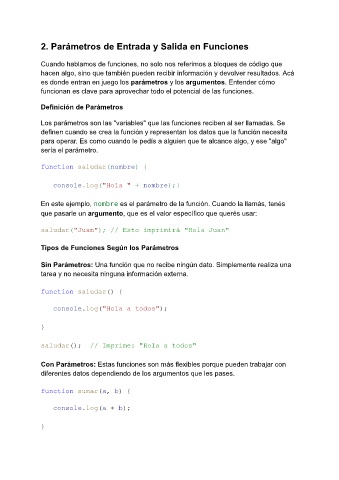 2. Parámetros de Entrada y Salida en Funciones
Cuando hablamos de funciones, no solo nos referimos a bloques de código que
hacen algo, sino que también pueden recibir información y devolver resultados. Acá
es donde entran en juego los parámetros y los argumentos. Entender cómo
funcionan es clave para aprovechar todo el potencial de las funciones.
Definición de Parámetros
Los parámetros son las "variables" que las funciones reciben al ser llamadas. Se
definen cuando se crea la función y representan los datos que la función necesita
para operar. Es como cuando le pedís a alguien que te alcance algo, y ese "algo"
sería el parámetro.
function saludar(nombre) {
console.log("Hola " + nombre);}
En este ejemplo, nombre es el parámetro de la función. Cuando la llamás, tenés
que pasarle un argumento, que es el valor específico que querés usar:
saludar("Juan"); // Esto imprimirá "Hola Juan"
Tipos de Funciones Según los Parámetros
Sin Parámetros: Una función que no recibe ningún dato. Simplemente realiza una
tarea y no necesita ninguna información externa.
function saludar() {
console.log("Hola a todos");
}
saludar(); // Imprime: "Hola a todos"
Con Parámetros: Estas funciones son más flexibles porque pueden trabajar con
diferentes datos dependiendo de los argumentos que les pases.
function sumar(a, b) {
console.log(a + b);
}